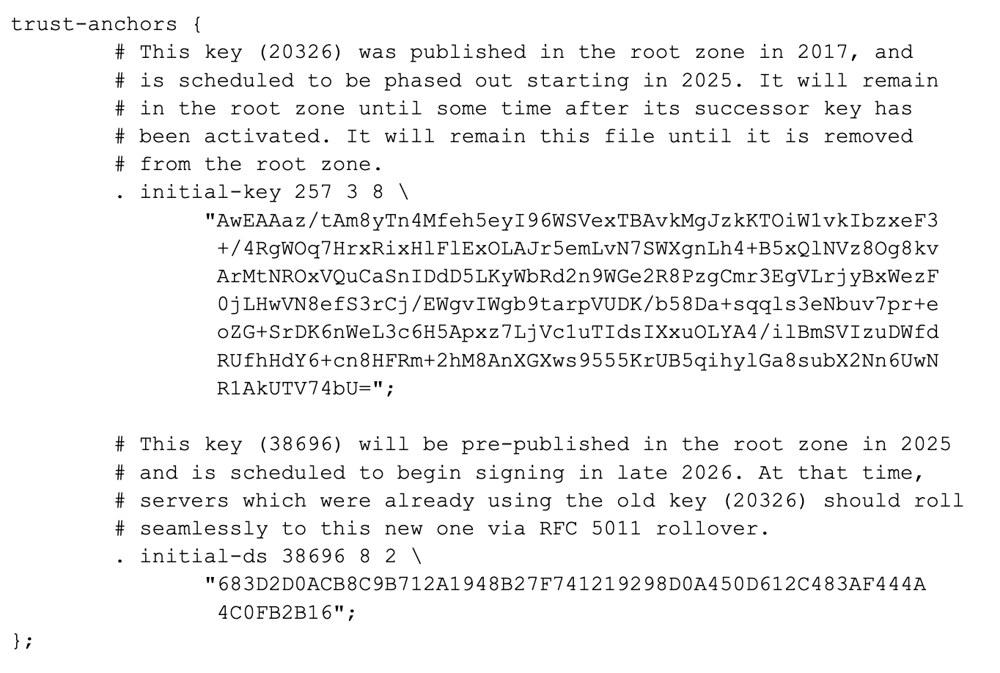 trust-anchors {
        # This key (20326) was published in the root zone in 2017, and
        # is scheduled to be phased out starting in 2025. It will remain
        # in the root zone until some time after its successor key has
        # been activated. It will remain this file until it is removed
        # from the root zone.
        . initial-key 257 3 8 \
               "AwEAAaz/tAm8yTn4Mfeh5eyI96WSVexTBAvkMgJzkKTOiW1vkIbzxeF3
                +/4RgWOq7HrxRixHlFlExOLAJr5emLvN7SWXgnLh4+B5xQlNVz8Og8kv
                ArMtNROxVQuCaSnIDdD5LKyWbRd2n9WGe2R8PzgCmr3EgVLrjyBxWezF
                0jLHwVN8efS3rCj/EWgvIWgb9tarpVUDK/b58Da+sqqls3eNbuv7pr+e
                oZG+SrDK6nWeL3c6H5Apxz7LjVc1uTIdsIXxuOLYA4/ilBmSVIzuDWfd
                RUfhHdY6+cn8HFRm+2hM8AnXGXws9555KrUB5qihylGa8subX2Nn6UwN
                R1AkUTV74bU=";

        # This key (38696) will be pre-published in the root zone in 2025
        # and is scheduled to begin signing in late 2026. At that time,
        # servers which were already using the old key (20326) should roll
        # seamlessly to this new one via RFC 5011 rollover.
        . initial-ds 38696 8 2 \
               "683D2D0ACB8C9B712A1948B27F741219298D0A450D612C483AF444A
                4C0FB2B16";
};